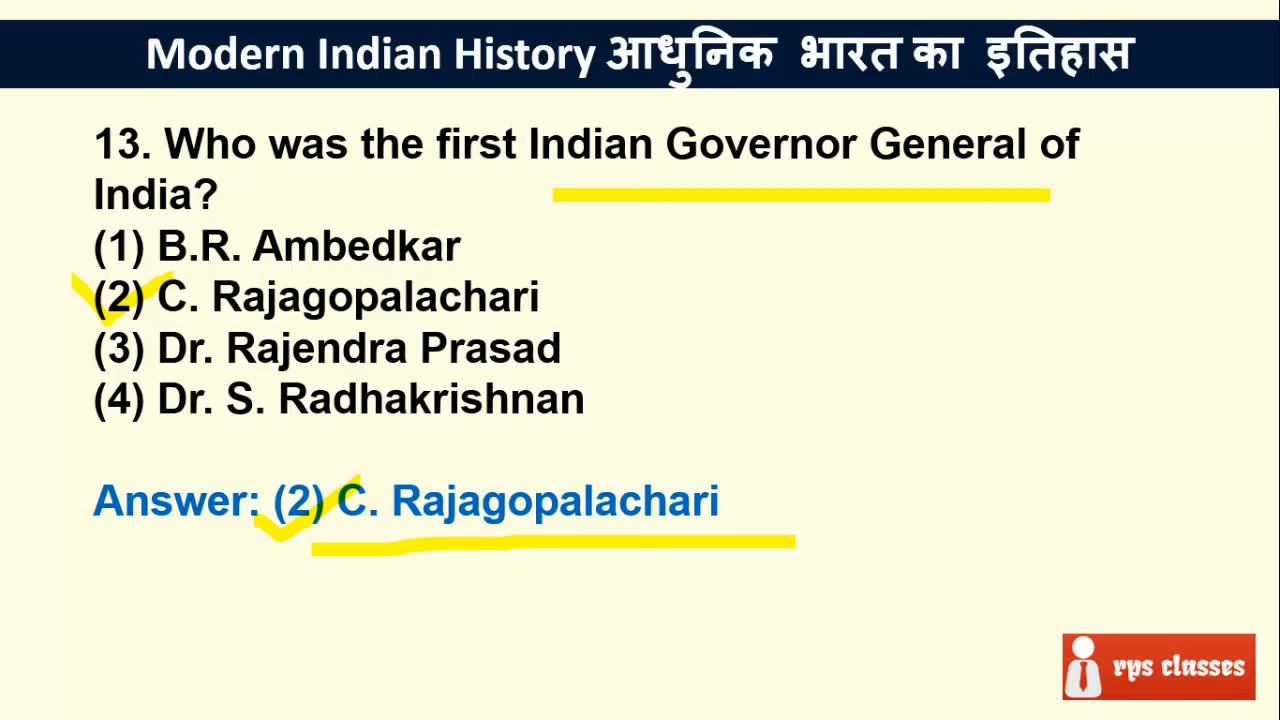 Modern Indian History आधुनिक भारत का इतिहास
13. Who was the first Indian Governor General of
India?
(1) B.R. Ambedkar
(2) C. Rajagopalachari
(3) Dr. Rajendra Prasad
(4) Dr. S. Radhakrishnan
Answer: (2) C. Rajagopalachari
rps classes